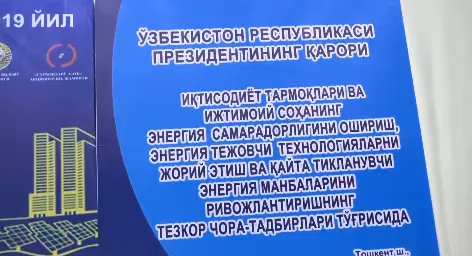 19 ЙИЛ
ЎЗБЕКИСТОН РЕСПУБЛИКАСИ
ПРЕЗИДЕНТИНИНГ ҚАРОРИ
ИҚТИСОДИЁТ ТАРМОҚЛАРИ ВА
ИЖТИМОИЙ СОҲАНИНГ
ЭНЕРГИЯ САМАРАДОРЛИГИНИ ОШИРИШ,
ЭНЕРГИЯ ТЕЖОВЧИ ТЕХНОЛОГИЯЛАРНИ
ЖОРИЙ ЭТИШ ВА ҚАЙТА ТИКЛАНУВЧИ
ЭНЕРГИЯ МАНБАЛАРИНИ
РИВОЖЛАНТИРИШНИНГ
ТЕЗКОР ЧОРА-ТАДБИРЛАРИ ТЎҒРИСИДА
Тошкент ш.,